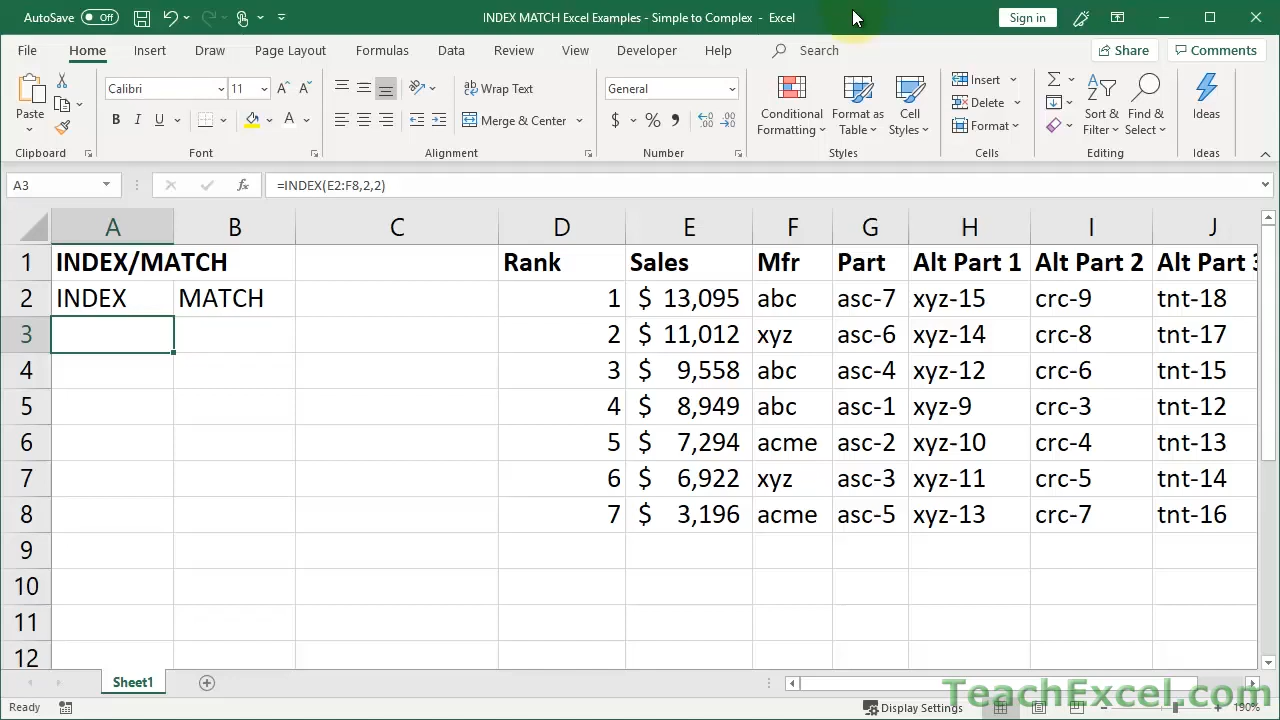 AutoSave Off INDEX MATCH Excel Examples - Simple to Complex - Excel Sign in
File Home Insert Draw Page Layout Formulas Data Review View Developer Help Search Share Comments
Paste
Clipboard
Calibri 11
B I U A
Font
Wrap Text
Merge & Center
Alignment
General
$ % ,
Number
Conditional Formatting
Format as Table
Cell Styles
Styles
Insert
Delete
Format
Cells
Sort & Filter
Find & Select
Editing
Ideas
Ideas
A3 fx =INDEX(E2:F8,2,2)
A B C D E F G H I J
1 INDEX/MATCH Rank Sales Mfr Part Alt Part 1 Alt Part 2 Alt Part 3
2 INDEX MATCH 1 $ 13,095 abc asc-7 xyz-15 crc-9 tnt-18
3 2 $ 11,012 xyz asc-6 xyz-14 crc-8 tnt-17
4 3 $ 9,558 abc asc-4 xyz-12 crc-6 tnt-15
5 4 $ 8,949 abc asc-1 xyz-9 crc-3 tnt-12
6 5 $ 7,294 acme asc-2 xyz-10 crc-4 tnt-13
7 6 $ 6,922 xyz asc-3 xyz-11 crc-5 tnt-14
8 7 $ 3,196 acme asc-5 xyz-13 crc-7 tnt-16
9
10
11
12
Sheet1
TeachExcel.com
Ready Display Settings 190%